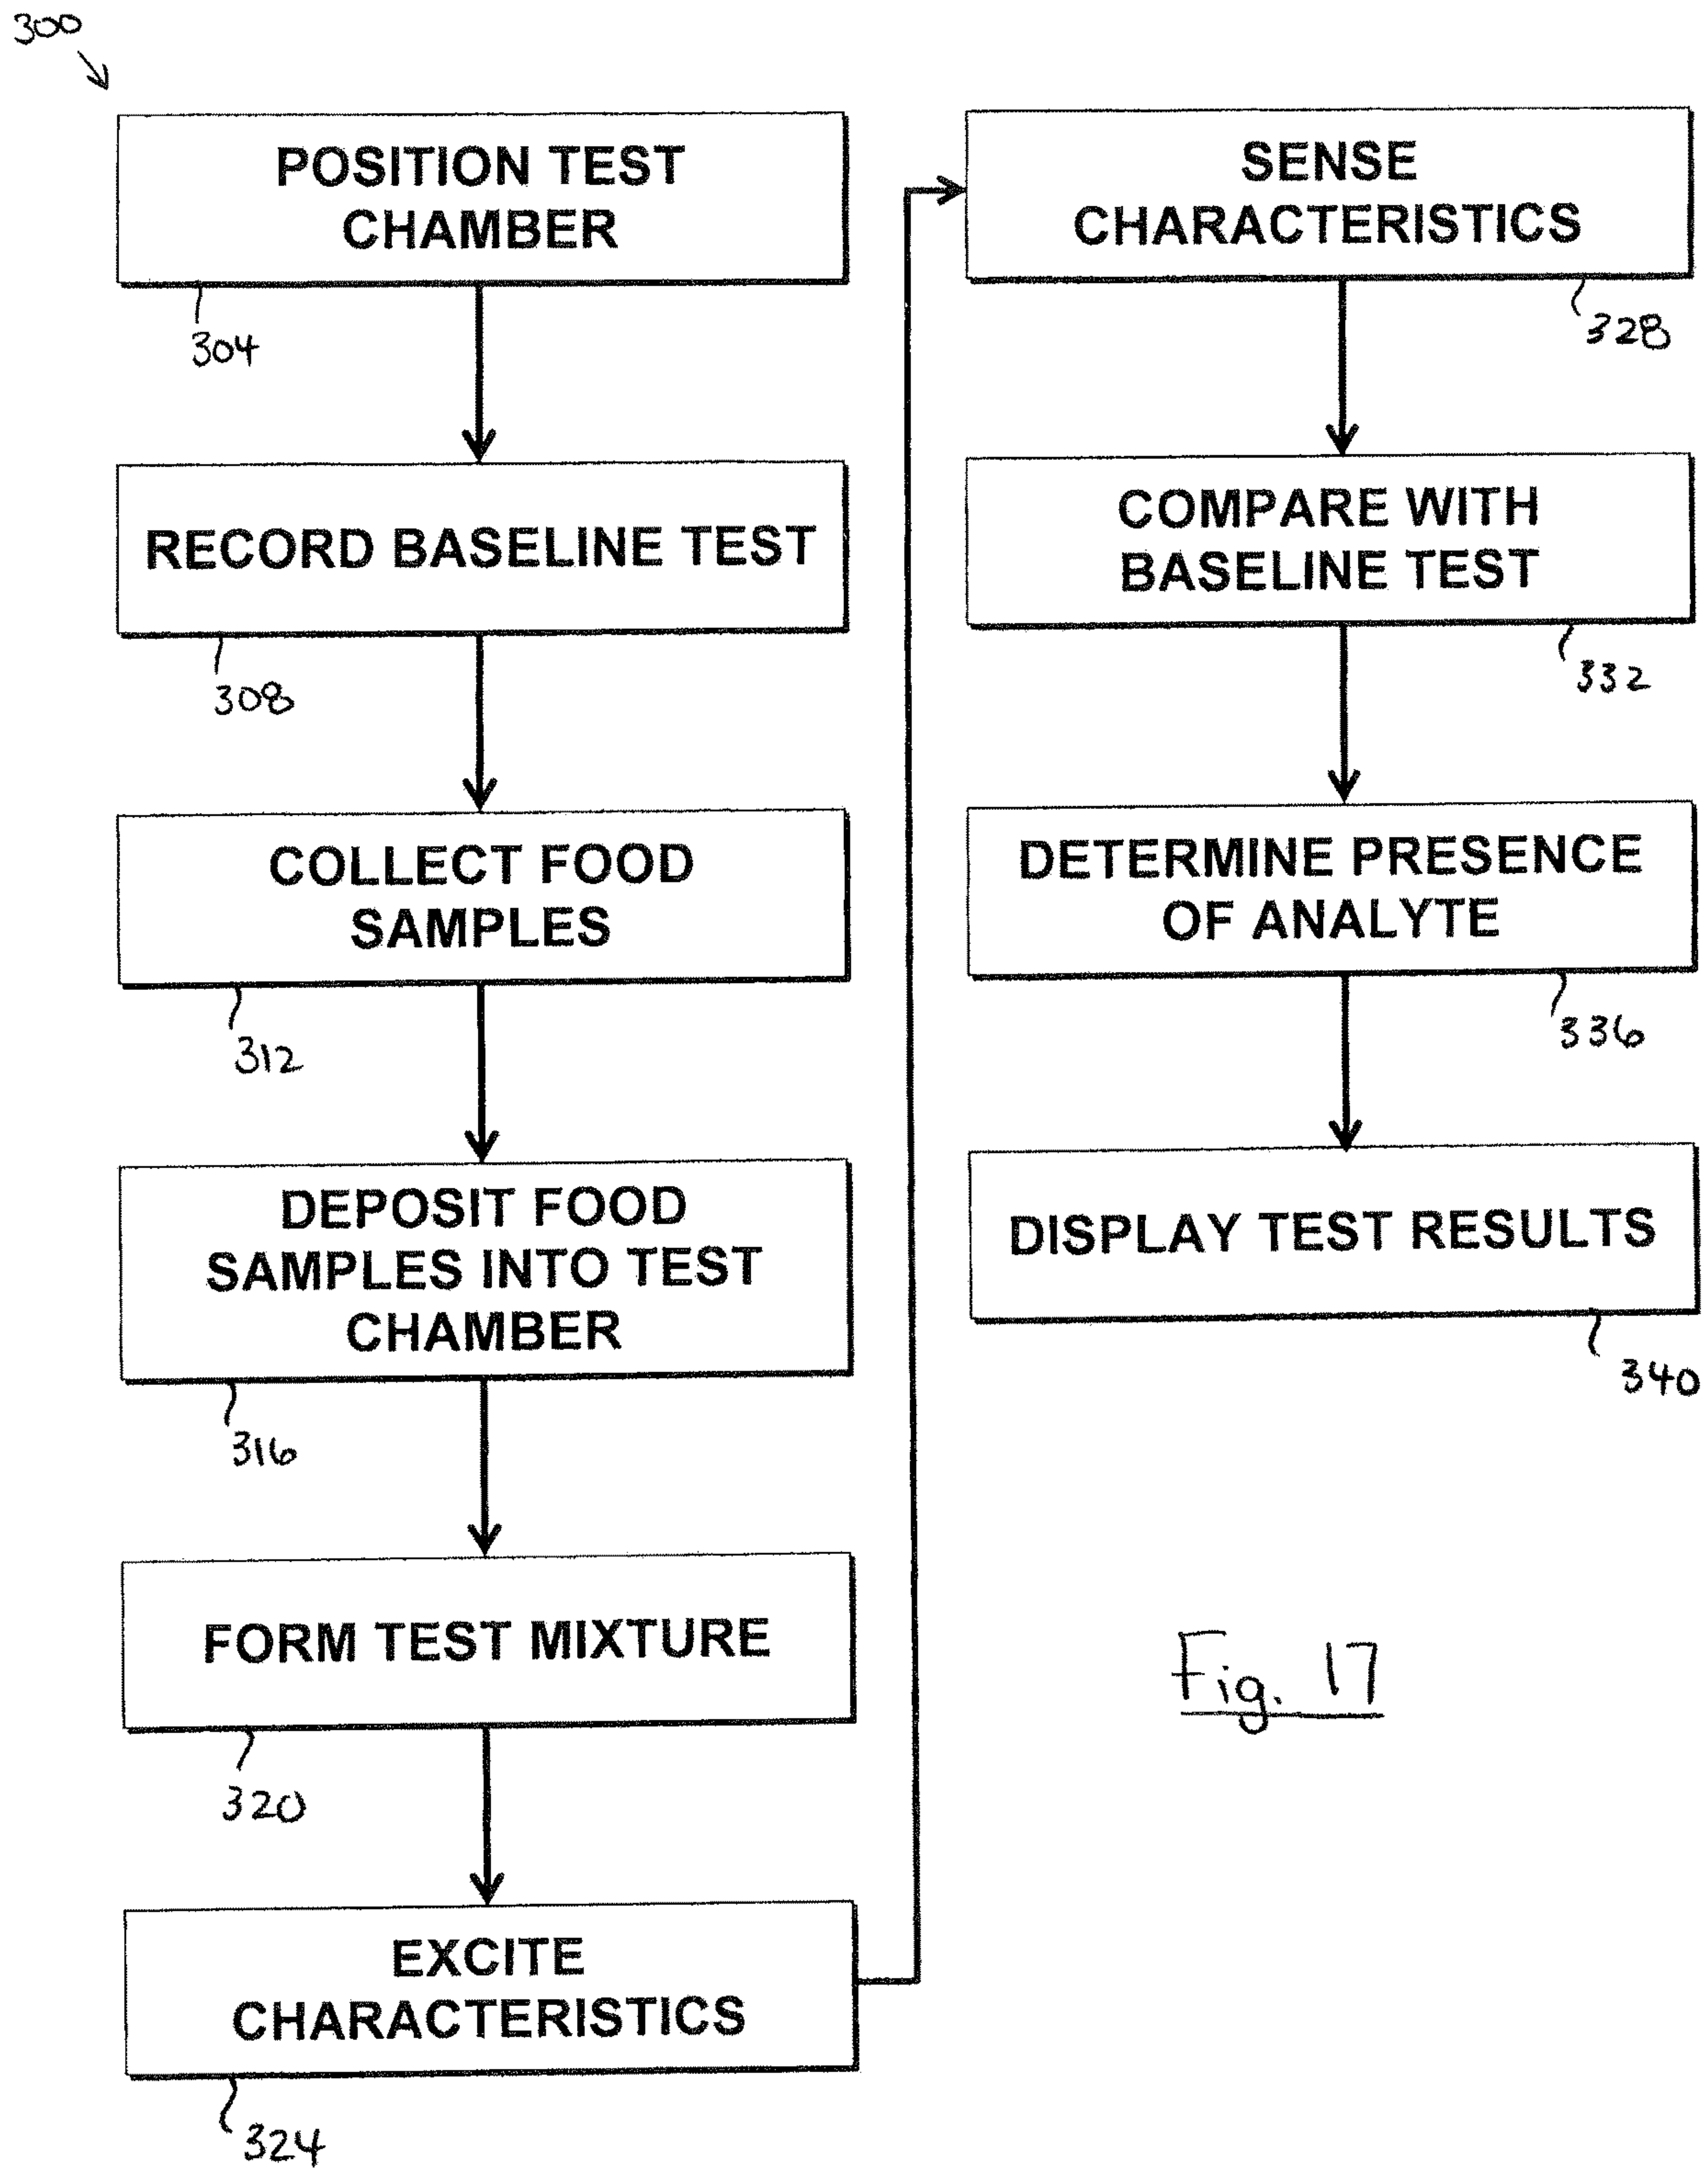 300
POSITION TEST
CHAMBER
304
RECORD BASELINE TEST
308
COLLECT FOOD
SAMPLES
312
DEPOSIT FOOD
SAMPLES INTO TEST
CHAMBER
316
FORM TEST MIXTURE
320
EXCITE
CHARACTERISTICS
324
SENSE
CHARACTERISTICS
328
COMPARE WITH
BASELINE TEST
332
DETERMINE PRESENCE
OF ANALYTE
336
DISPLAY TEST RESULTS
340
Fig. 17